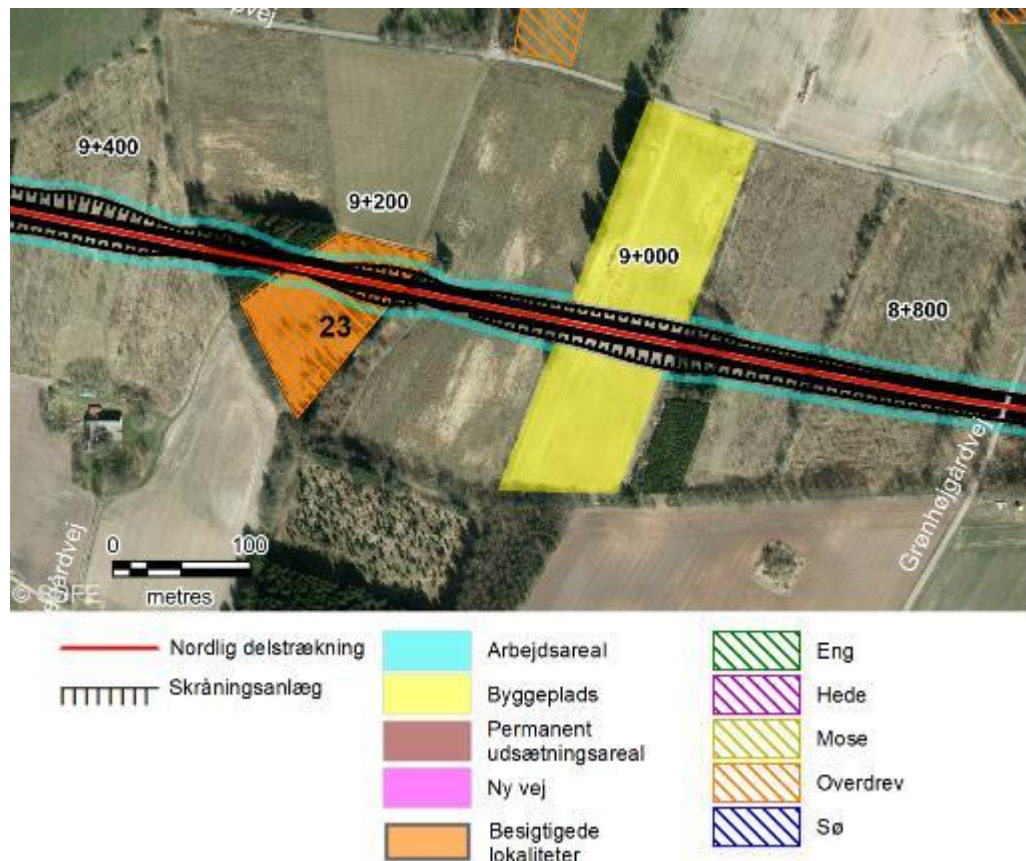 9+400
9+200
9+000
8+800
23
Grønhøjgårdvej
0 100
metres
Nordlig delstrækning
Skråningsanlæg
Arbejdsareal
Byggeplads
Permanent
udsætningsareal
Ny vej
Besigtigede
lokaliteter
Eng
Hede
Mose
Overdrev
Sø